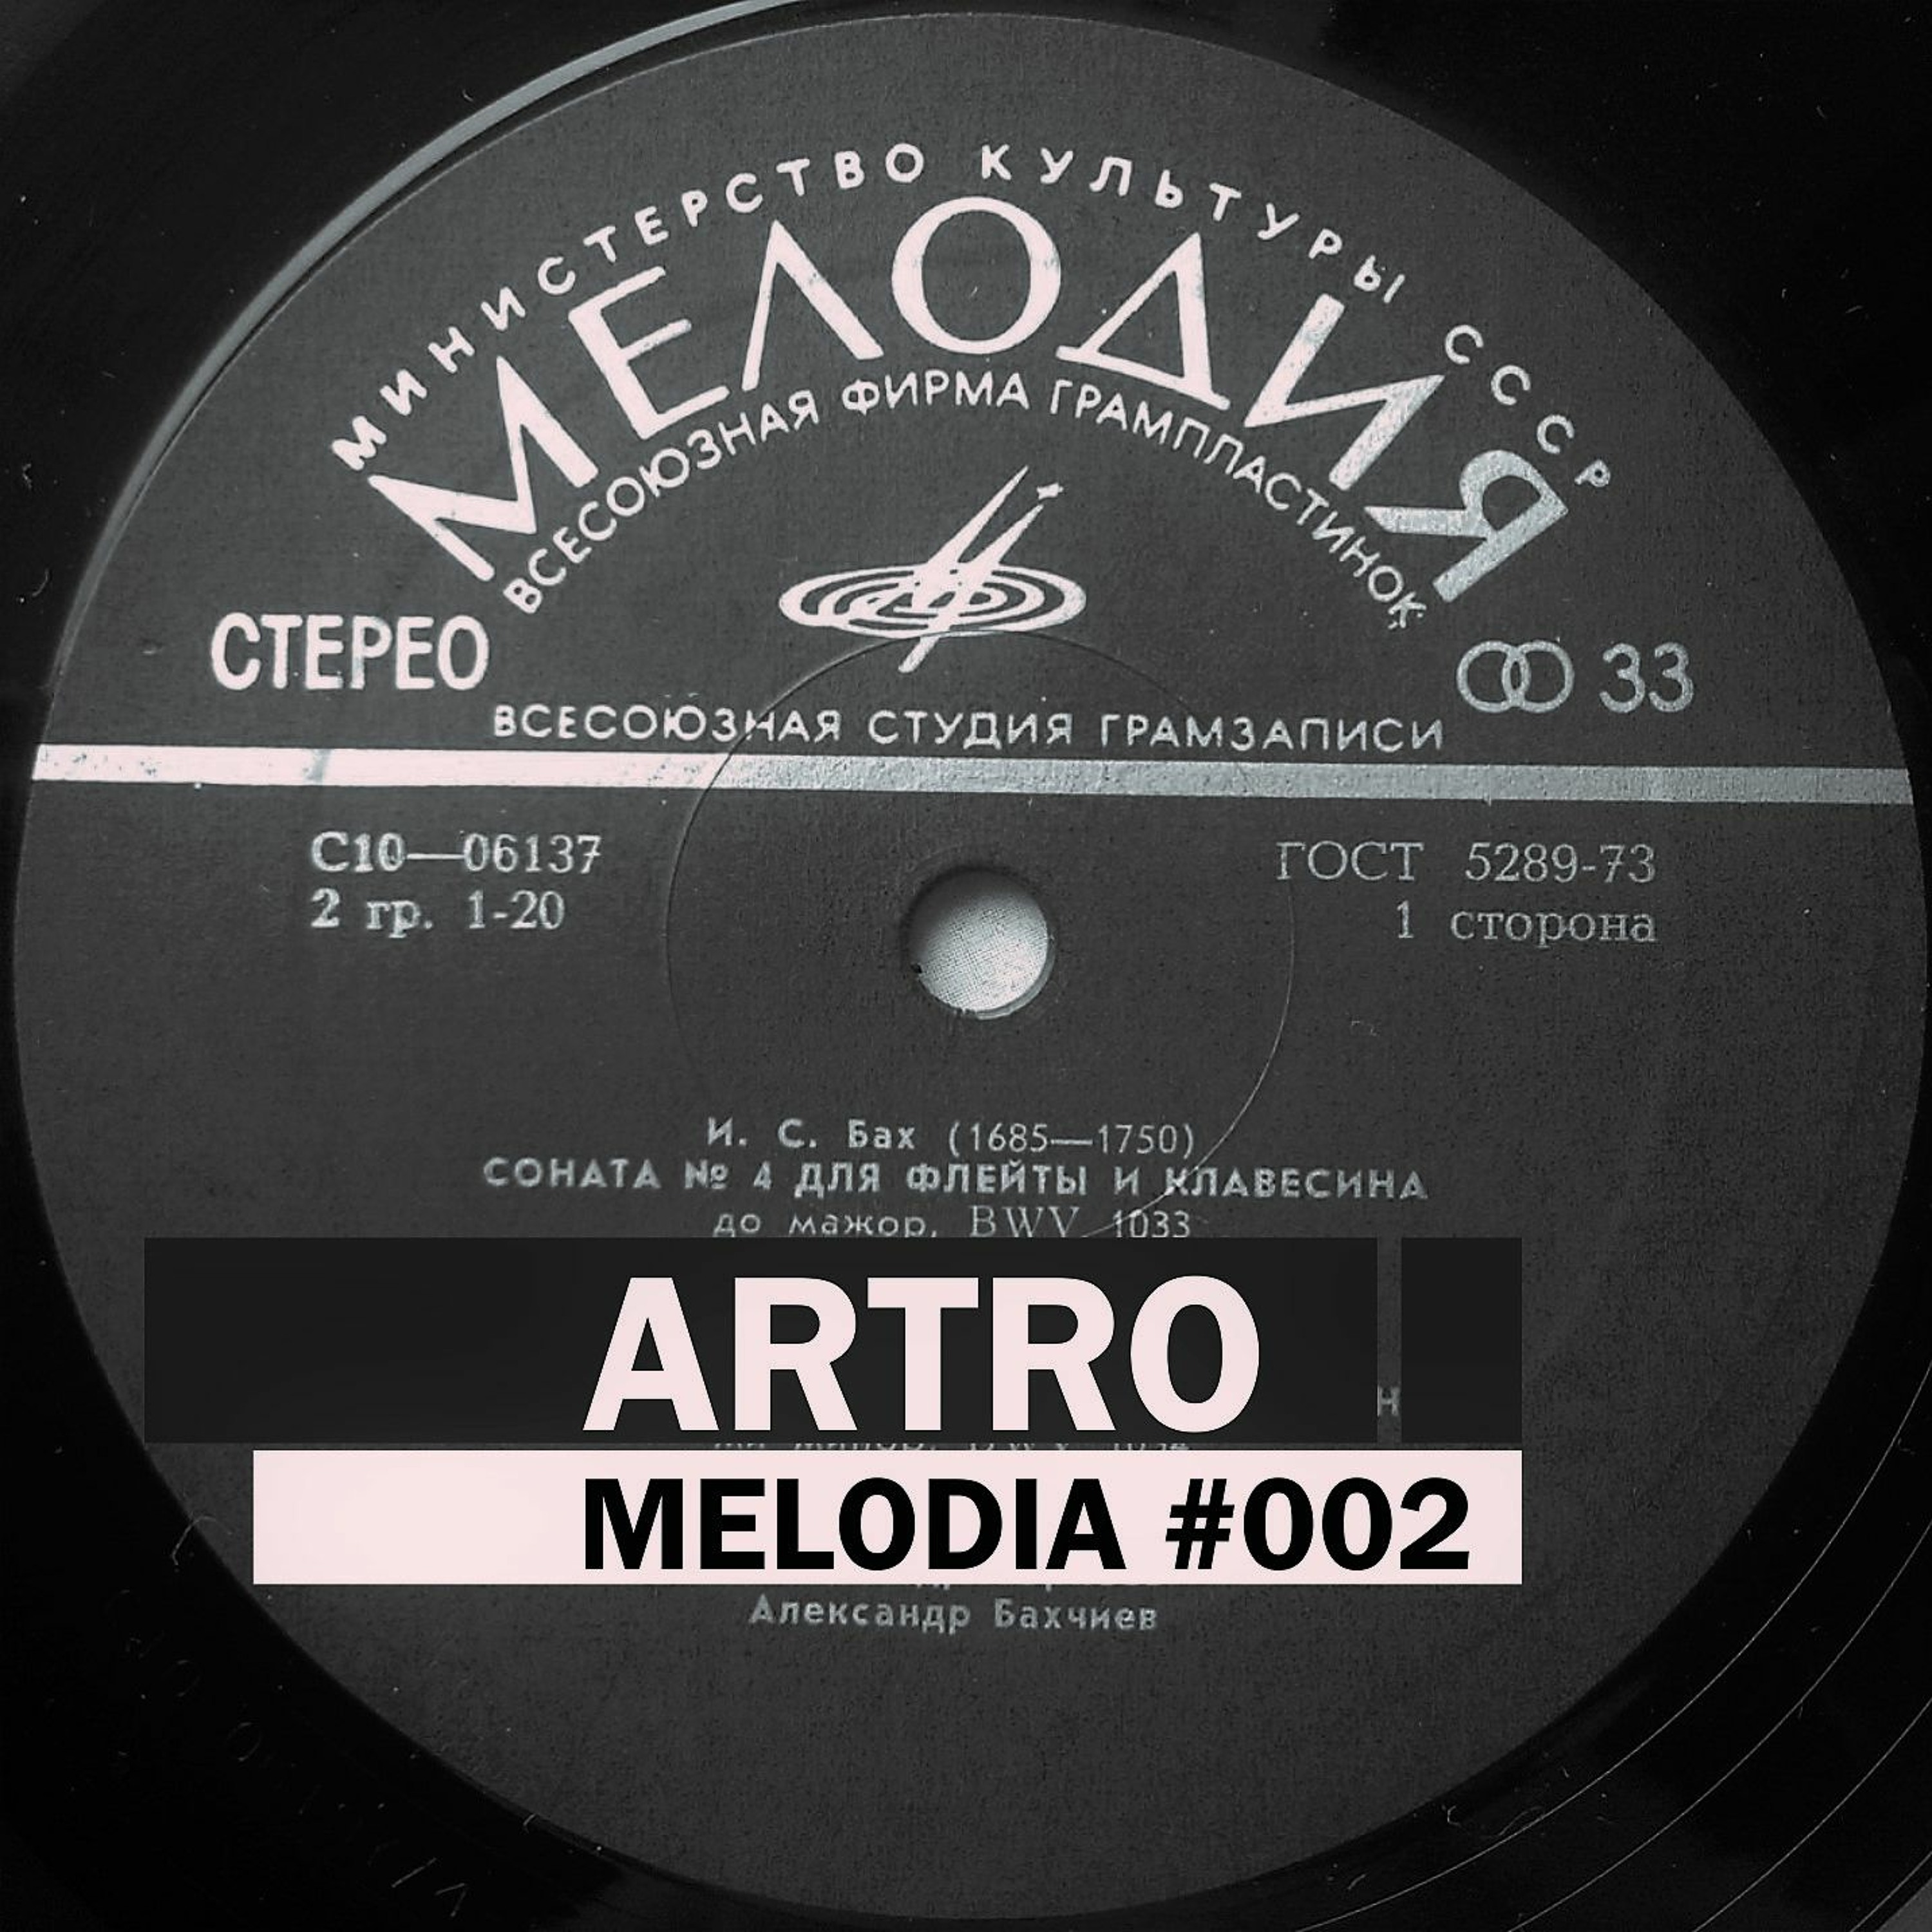 МИНИСТЕРСТВО КУЛЬТУРЫ СССР
МЕЛОДИЯ
ВСЕСОЮЗНАЯ ФИРМА ГРАМПЛАСТИНОК
СТЕРЕО
33
ВСЕСОЮЗНАЯ СТУДИЯ ГРАМЗАПИСИ
С10—06137
ГОСТ 5289-73
2 гр. 1-20
1 сторона
И. С. Бах (1685—1750)
СОНАТА № 4 ДЛЯ ФЛЕЙТЫ И КЛАВЕСИНА
до мажор, BWV 1033
ARTRO
MELODIA #002
Александр Бахчиев